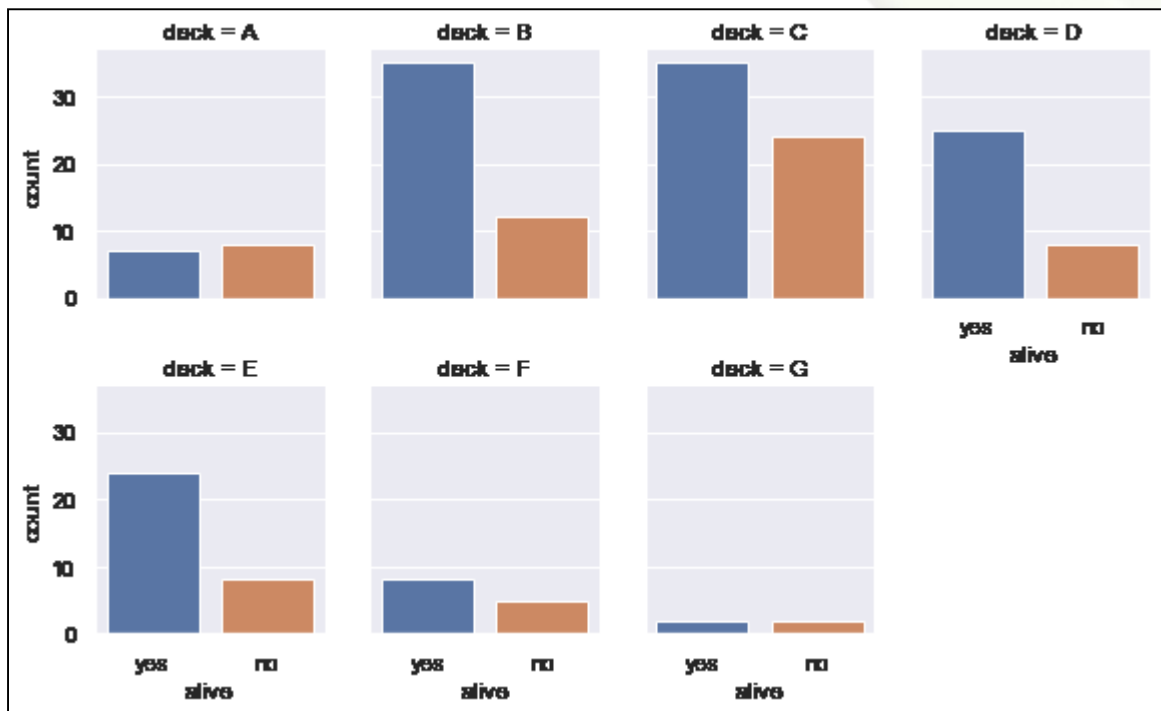 deck = A
deck = B
deck = C
deck = D
30
20
10
0
count
yes
no
alive
deck = E
deck = F
deck = G
30
20
10
0
count
yes
no
yes
no
yes
no
alive
alive
alive